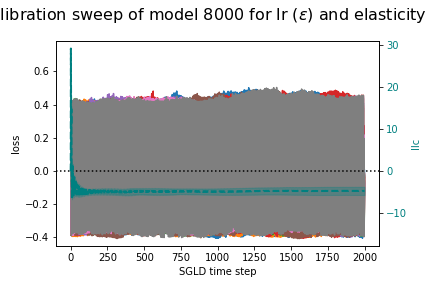 libration sweep of model 8000 for lr (ε) and elasticity
0.6
0.4
0.2
0.0
−0.2
−0.4
loss
30
20
10
0
−10
llc
0 250 500 750 1000 1250 1500 1750 2000
SGLD time step